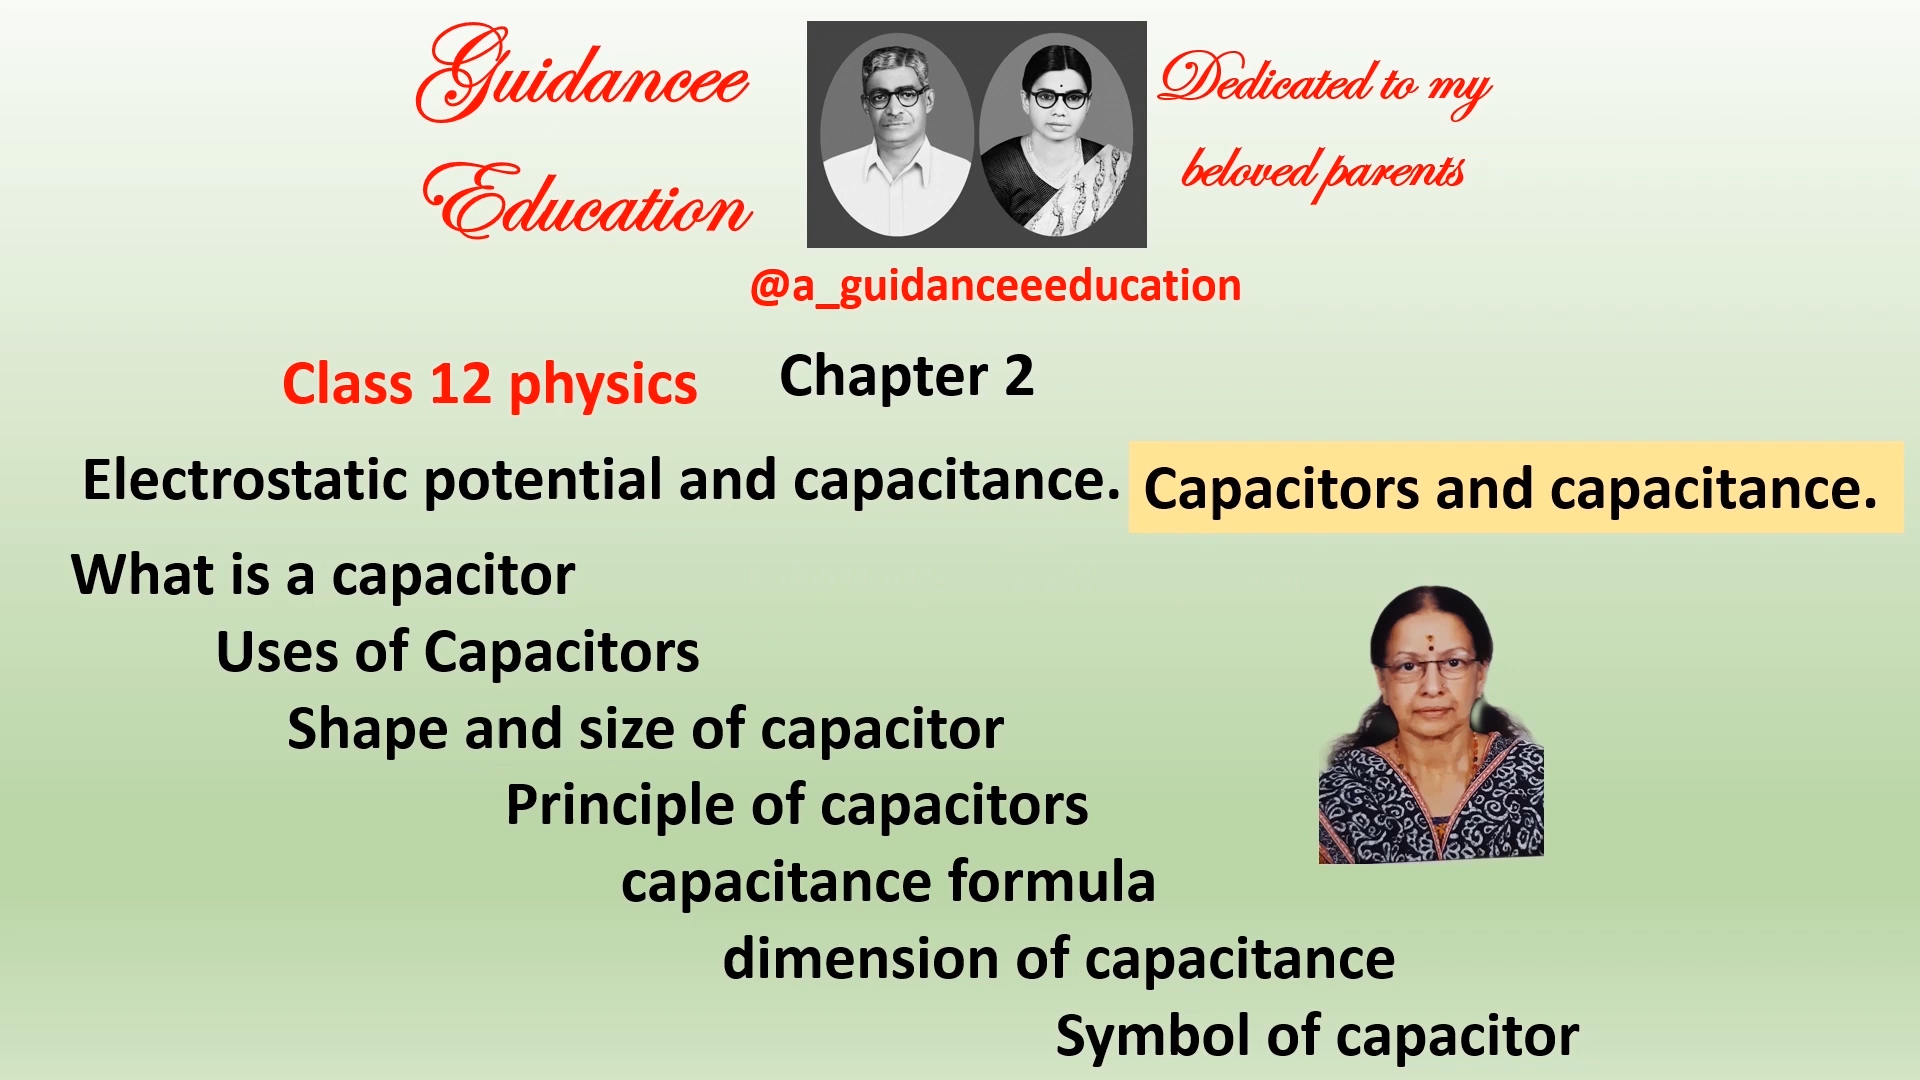 Guidancee
Education
Dedicated to my
beloved parents
@a_guidanceeeducation
Class 12 physics
Chapter 2
Electrostatic potential and capacitance.
Capacitors and capacitance.
What is a capacitor
Uses of Capacitors
Shape and size of capacitor
Principle of capacitors
capacitance formula
dimension of capacitance
Symbol of capacitor